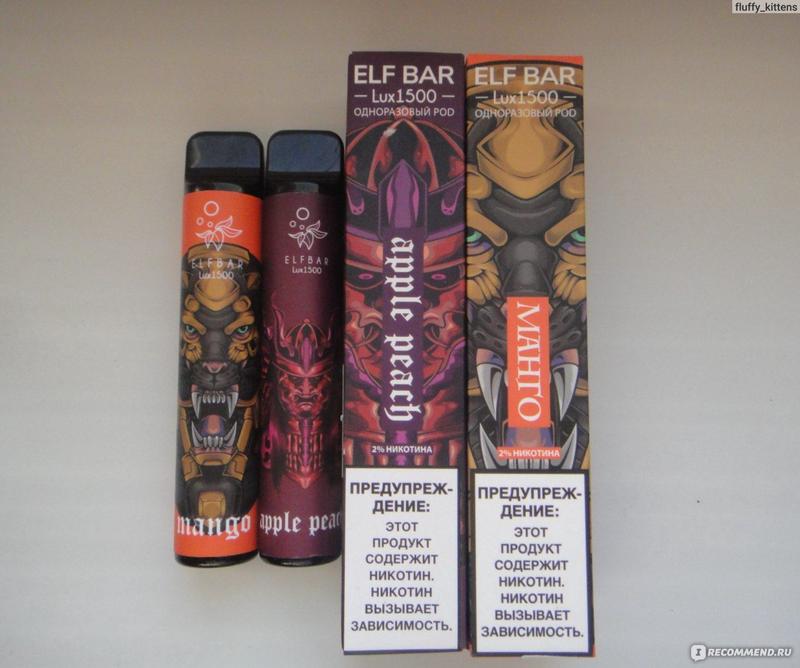 fluffy_kittens
ELFBAR
Lux1500
mango
ELFBAR
Lux1500
apple peac
ELF BAR
Lux1500
ОДНОРАЗОВЫЙ POD
apple peach
2% НИКОТИНА
ПРЕДУПРЕЖ-
ДЕНИЕ:
ЭТОТ
ПРОДУКТ
СОДЕРЖИТ
НИКОТИН.
НИКОТИН
ВЫЗЫВАЕТ
ЗАВИСИМОСТЬ.
ELF BAR
Lux1500
ОДНОРАЗОВЫЙ POD
МАНГО
2% НИКОТИНА
ПРЕДУПРЕЖ-
ДЕНИЕ:
ЭТОТ
ПРОДУКТ
СОДЕРЖИТ
НИКОТИН.
НИКОТИН
ВЫЗЫВАЕТ
ЗАВИСИМОСТЬ.
IRECOMMEND.RU